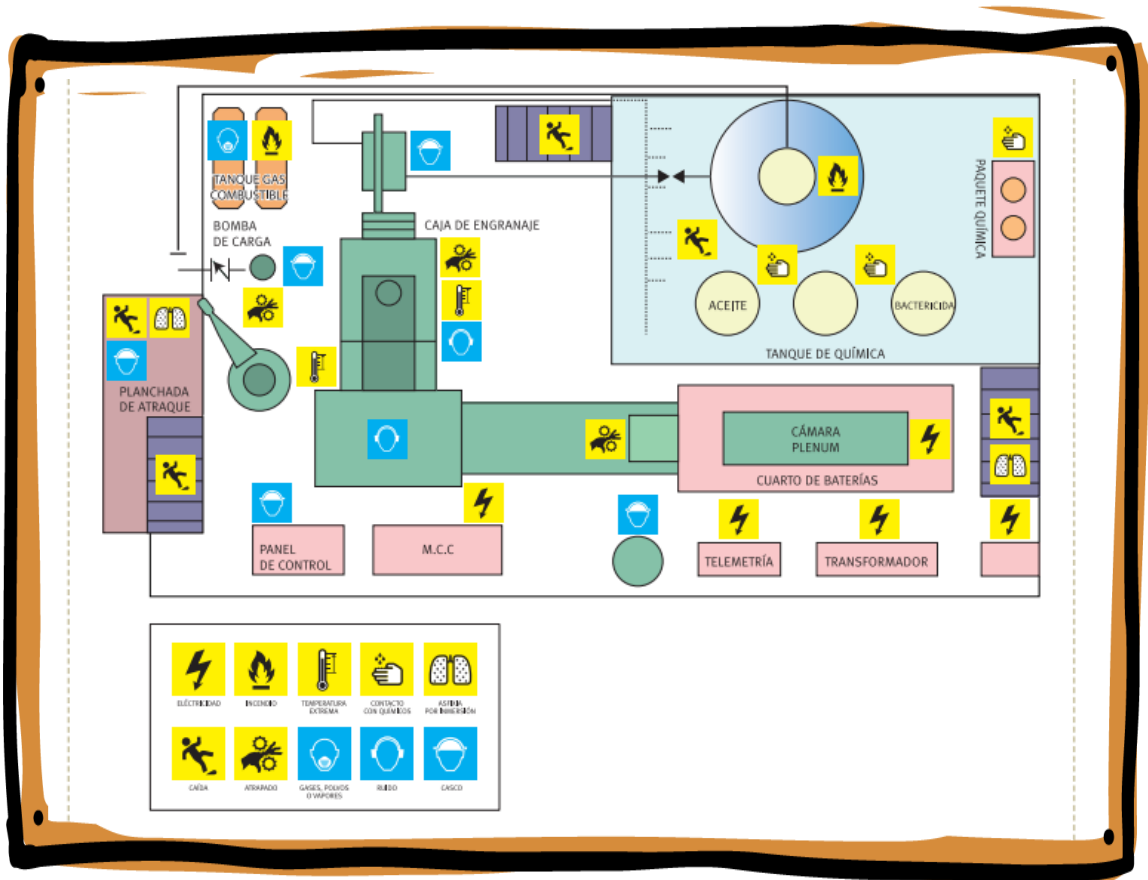 TANQUE GAS
COMBUSTIBLE
BOMBA
DE CARGA
CAJA DE ENGRANAJE
PAQUETE QUÍMICA
ACEITE
BACTERICIDA
TANQUE DE QUÍMICA
PLANCHADA
DE ATRAQUE
CÁMARA
PLENUM
CUARTO DE BATERÍAS
PANEL
DE CONTROL
M.C.C
TELEMETRÍA
TRANSFORMADOR
ELÉCTRICIDAD
INCENDIO
TEMPERATURA
EXTREMA
CONTACTO
CON QUÍMICOS
ASFIXIA
POR INMERSIÓN
CAÍDA
ATRAPADO
GASES, POLVOS
O VAPORES
RUIDO
CASCO